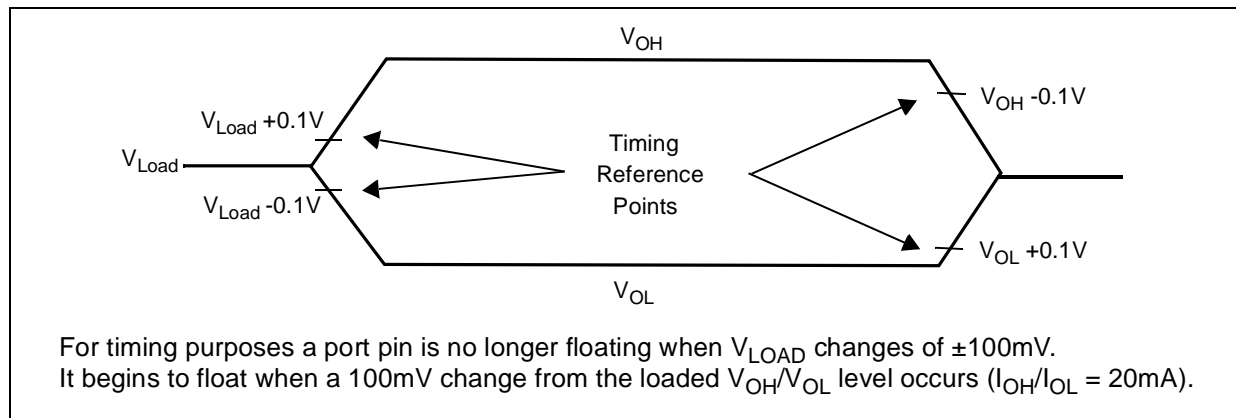 VOH
VOH -0.1V
VLoad +0.1V
VLoad
VLoad -0.1V
Timing
Reference
Points
VOL +0.1V
VOL
For timing purposes a port pin is no longer floating when VLOAD changes of ±100mV.
It begins to float when a 100mV change from the loaded VOH/VOL level occurs (IOH/IOL = 20mA).